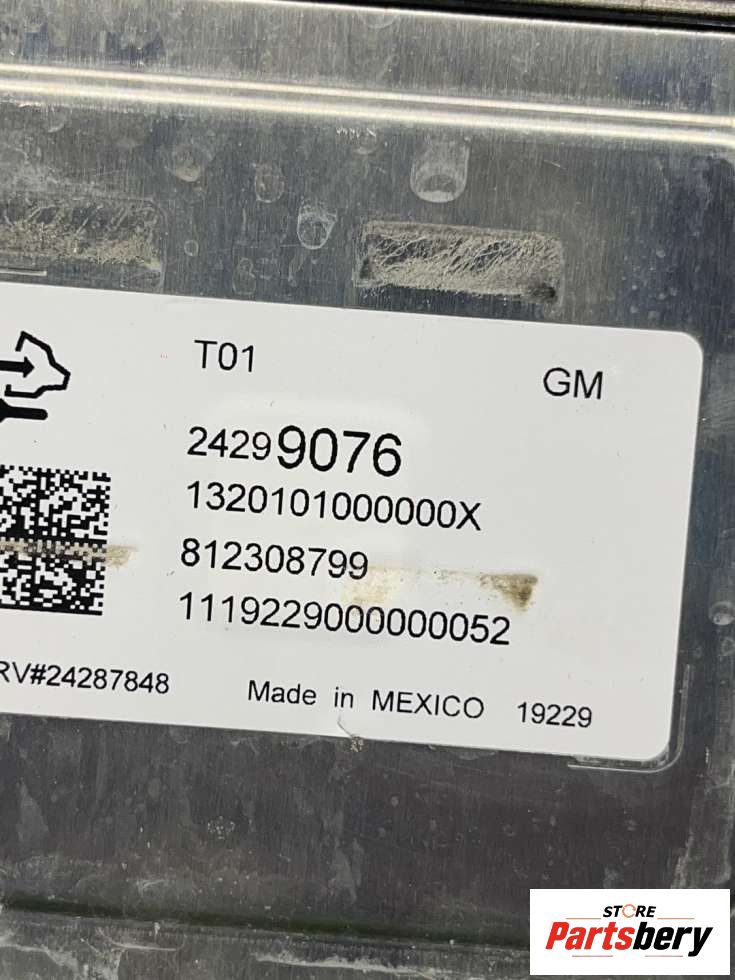 T01
GM
24299076
1320101000000X
812308799
1119229000000052
RV#24287848
Made in MEXICO 19229
STORE
Partsbery